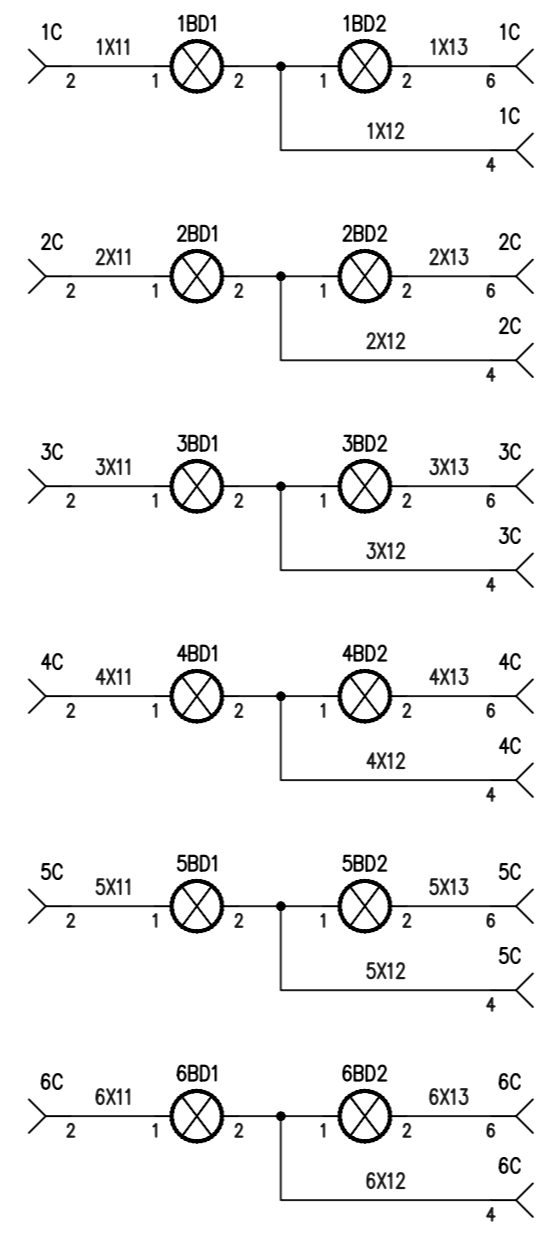 1C 1X11 1BD1 1BD2 1X13 1C
2 1 2 1 2 6
1X12 1C
4
2C 2X11 2BD1 2BD2 2X13 2C
2 1 2 1 2 6
2X12 2C
4
3C 3X11 3BD1 3BD2 3X13 3C
2 1 2 1 2 6
3X12 3C
4
4C 4X11 4BD1 4BD2 4X13 4C
2 1 2 1 2 6
4X12 4C
4
5C 5X11 5BD1 5BD2 5X13 5C
2 1 2 1 2 6
5X12 5C
4
6C 6X11 6BD1 6BD2 6X13 6C
2 1 2 1 2 6
6X12 6C
4